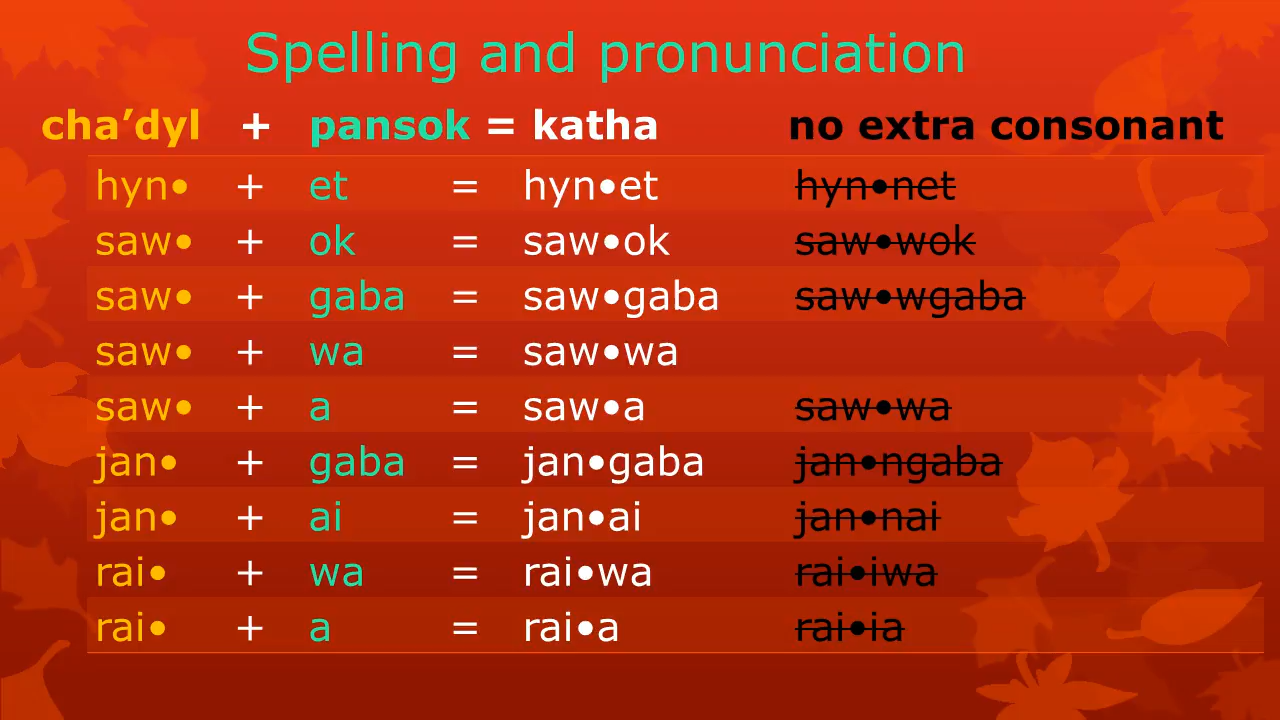 Spelling and pronunciation
cha’dyl + pansok = katha no extra consonant
hyn• + et = hyn•et hyn•net
saw• + ok = saw•ok saw•wok
saw• + gaba = saw•gaba saw•wgaba
saw• + wa = saw•wa
saw• + a = saw•a saw•wa
jan• + gaba = jan•gaba jan•ngaba
jan• + ai = jan•ai jan•nai
rai• + wa = rai•wa rai•iwa
rai• + a = rai•a rai•ia